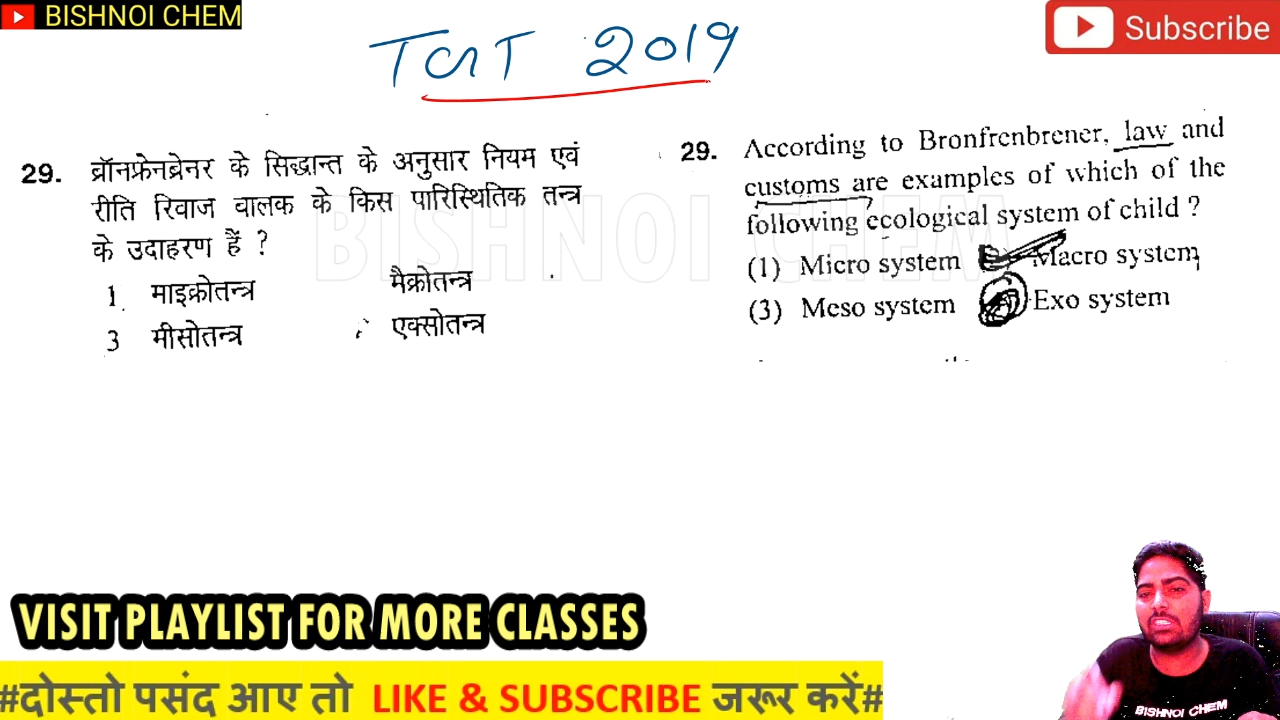 BISHNOI CHEM
Subscribe
TGT 2019
29. ब्रॉनफ्रेनब्रेनर के सिद्धान्त के अनुसार नियम एवं
रीति रिवाज वालक के किस पारिस्थितिक तन्त्र
के उदाहरण हैं ?
1 माइक्रोतन्त्र मैक्रोतन्त्र
3 मीसोतन्त्र एक्सोतन्त्र
29. According to Bronfrenbrener, law and
customs are examples of which of the
following ecological system of child ?
(1) Micro system Macro system
(3) Meso system Exo system
BISHNOI CHEM
VISIT PLAYLIST FOR MORE CLASSES
#दोस्तो पसंद आए तो LIKE & SUBSCRIBE जरूर करें#
BISHNOI CHEM